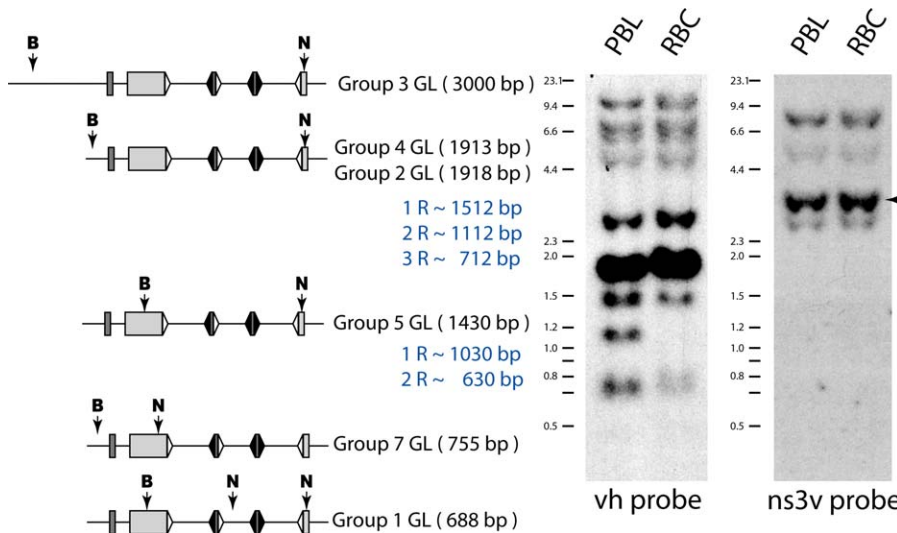 B N
Group 3 GL ( 3000 bp )
B N
Group 4 GL ( 1913 bp )
Group 2 GL ( 1918 bp )
1 R ~ 1512 bp
2 R ~ 1112 bp
3 R ~ 712 bp
B N
Group 5 GL ( 1430 bp )
1 R ~ 1030 bp
2 R ~ 630 bp
B N
Group 7 GL ( 755 bp )
B N N
Group 1 GL ( 688 bp )
PBL RBC
23.1
9.4
6.6
4.4
2.3
2.0
1.5
1.2
1.0
0.8
0.5
vh probe
PBL RBC
23.1
9.4
6.6
4.4
2.3
2.0
1.5
1.2
1.0
0.8
0.5
ns3v probe